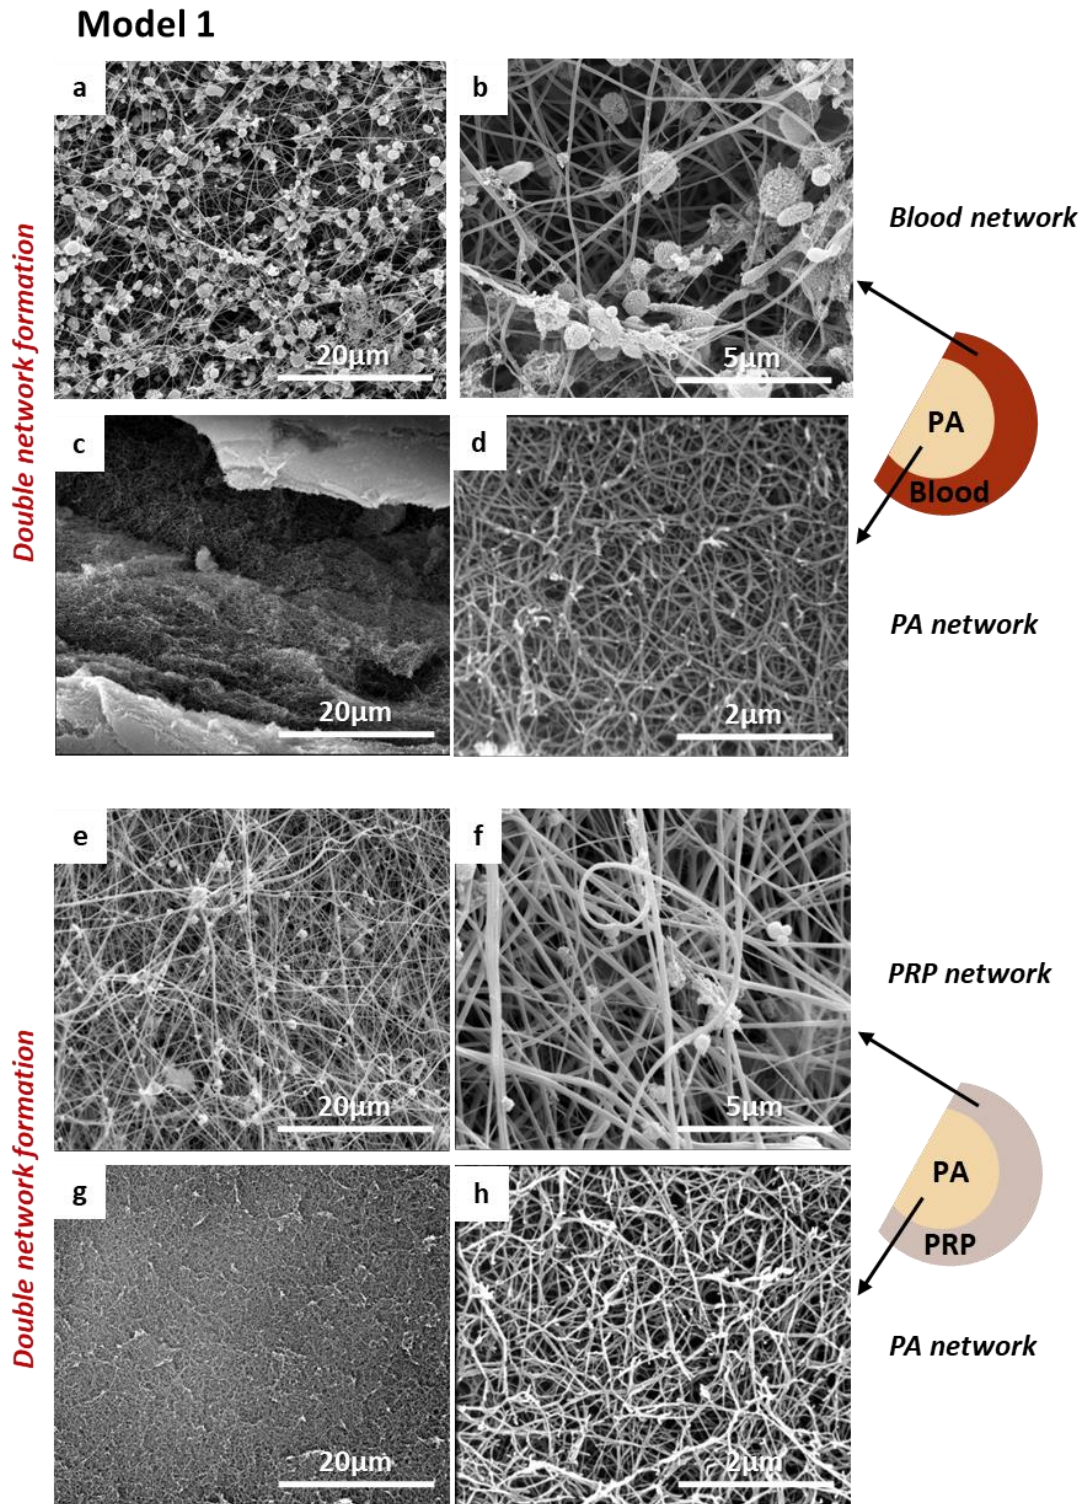 Model 1
Double network formation
a
20μm
b
5μm
Blood network
c
20μm
d
2μm
PA
Blood
PA network
Double network formation
e
20μm
f
5μm
PRP network
g
20μm
h
2μm
PA
PRP
PA network